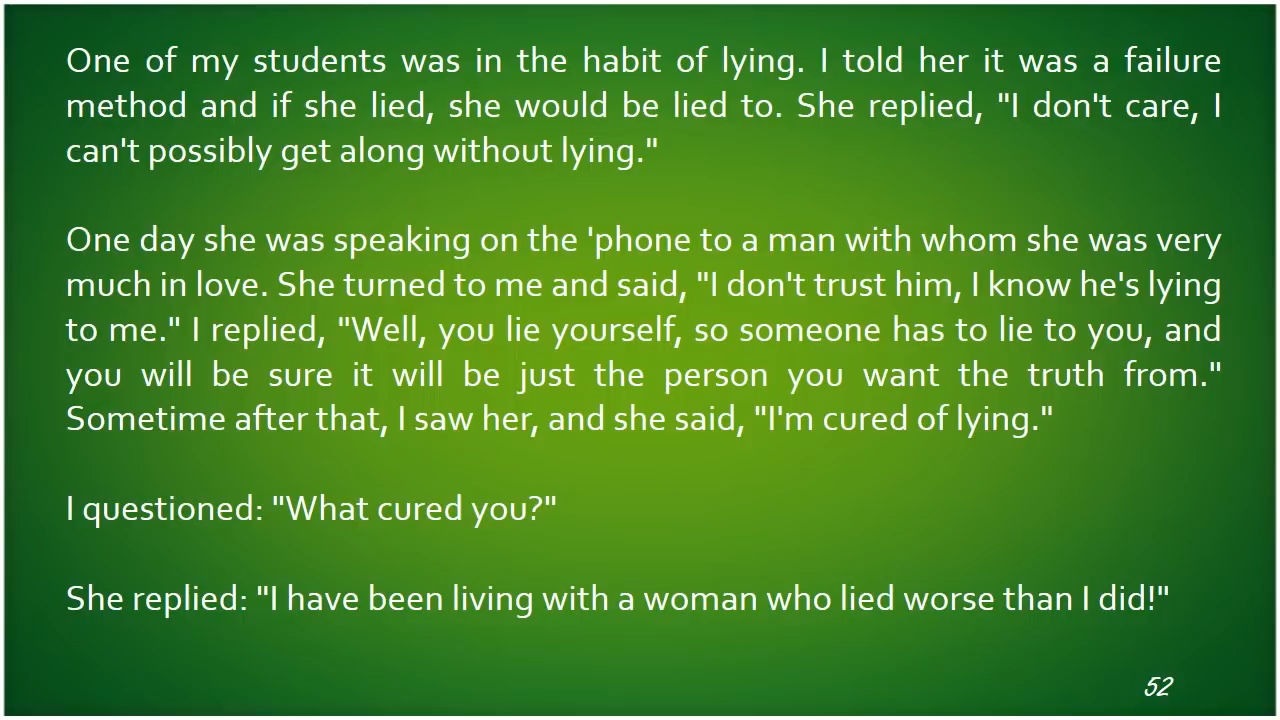 One of my students was in the habit of lying. I told her it was a failure
method and if she lied, she would be lied to. She replied, "I don't care, I
can't possibly get along without lying."
One day she was speaking on the 'phone to a man with whom she was very
much in love. She turned to me and said, "I don't trust him, I know he's lying
to me." I replied, "Well, you lie yourself, so someone has to lie to you, and
you will be sure it will be just the person you want the truth from."
Sometime after that, I saw her, and she said, "I'm cured of lying."
I questioned: "What cured you?"
She replied: "I have been living with a woman who lied worse than I did!"
52